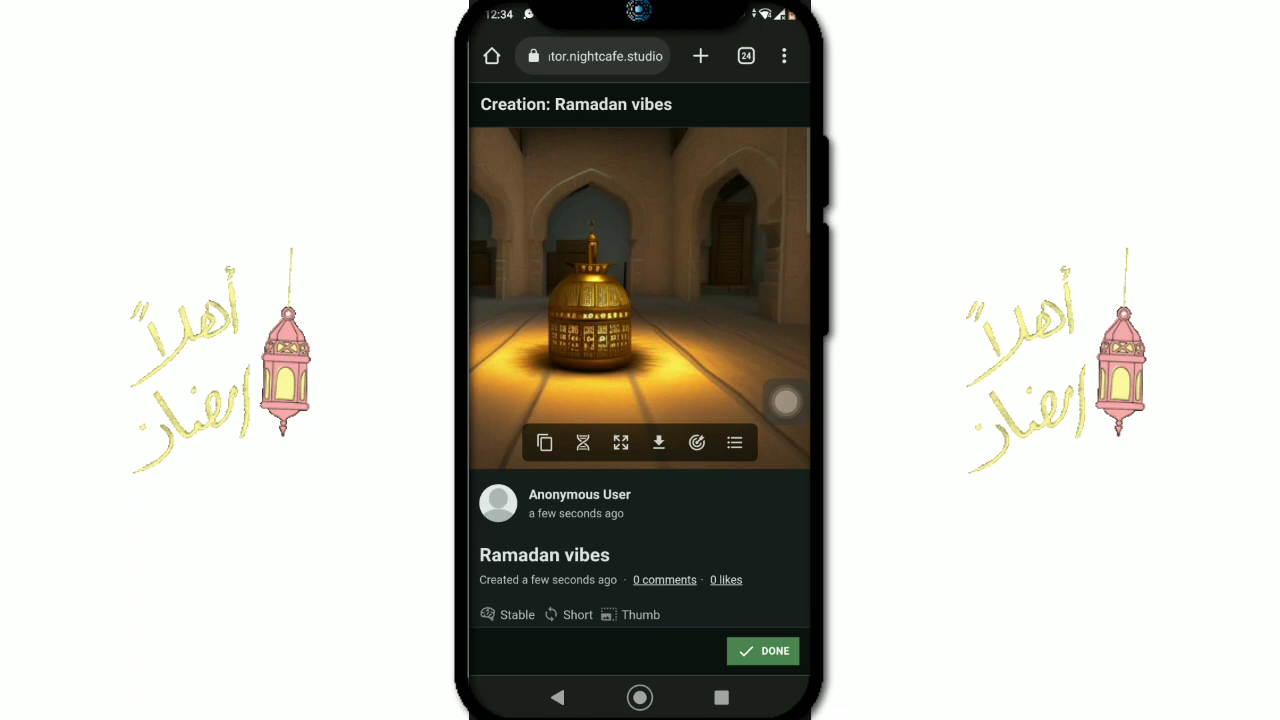 12:34
ıtor.nightcafe.studio
24
Creation: Ramadan vibes
Anonymous User
a few seconds ago
Ramadan vibes
Created a few seconds ago · 0 comments · 0 likes
Stable Short Thumb
DONE
أهلاً
رمضان
أهلاً
رمضان